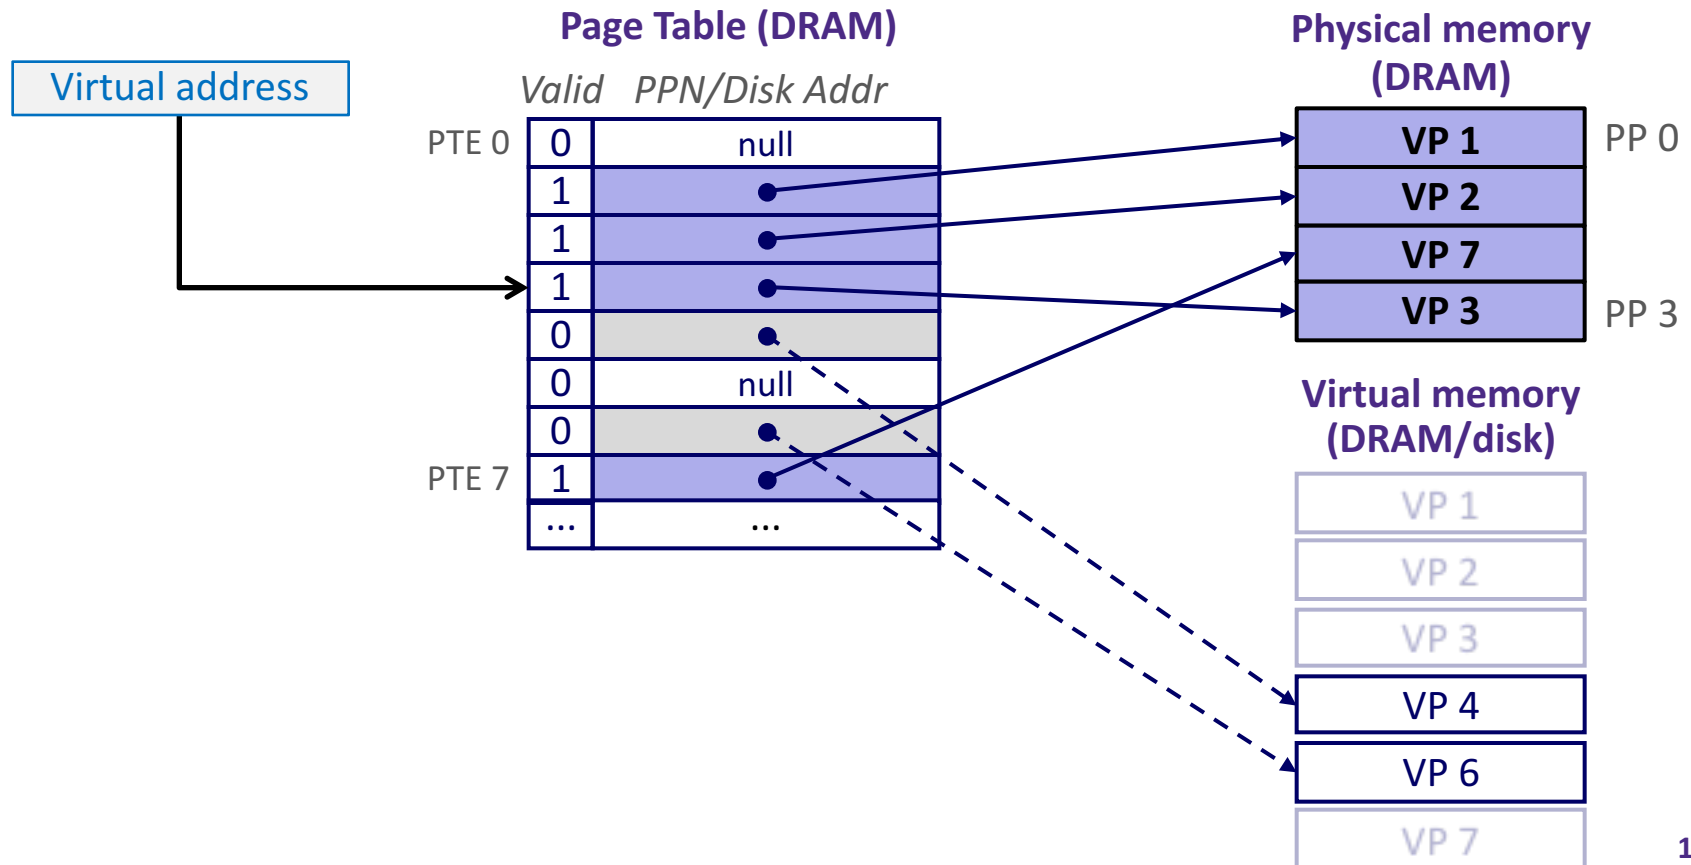 Page Table (DRAM)
Physical memory
(DRAM)
Virtual address
Valid PPN/Disk Addr
PTE 0 0 null
VP 1 PP 0
1
VP 2
1
VP 7
1
VP 3 PP 3
0
0 null
Virtual memory
(DRAM/disk)
0
PTE 7 1
... ...
VP 1
VP 2
VP 3
VP 4
VP 6
VP 7
1